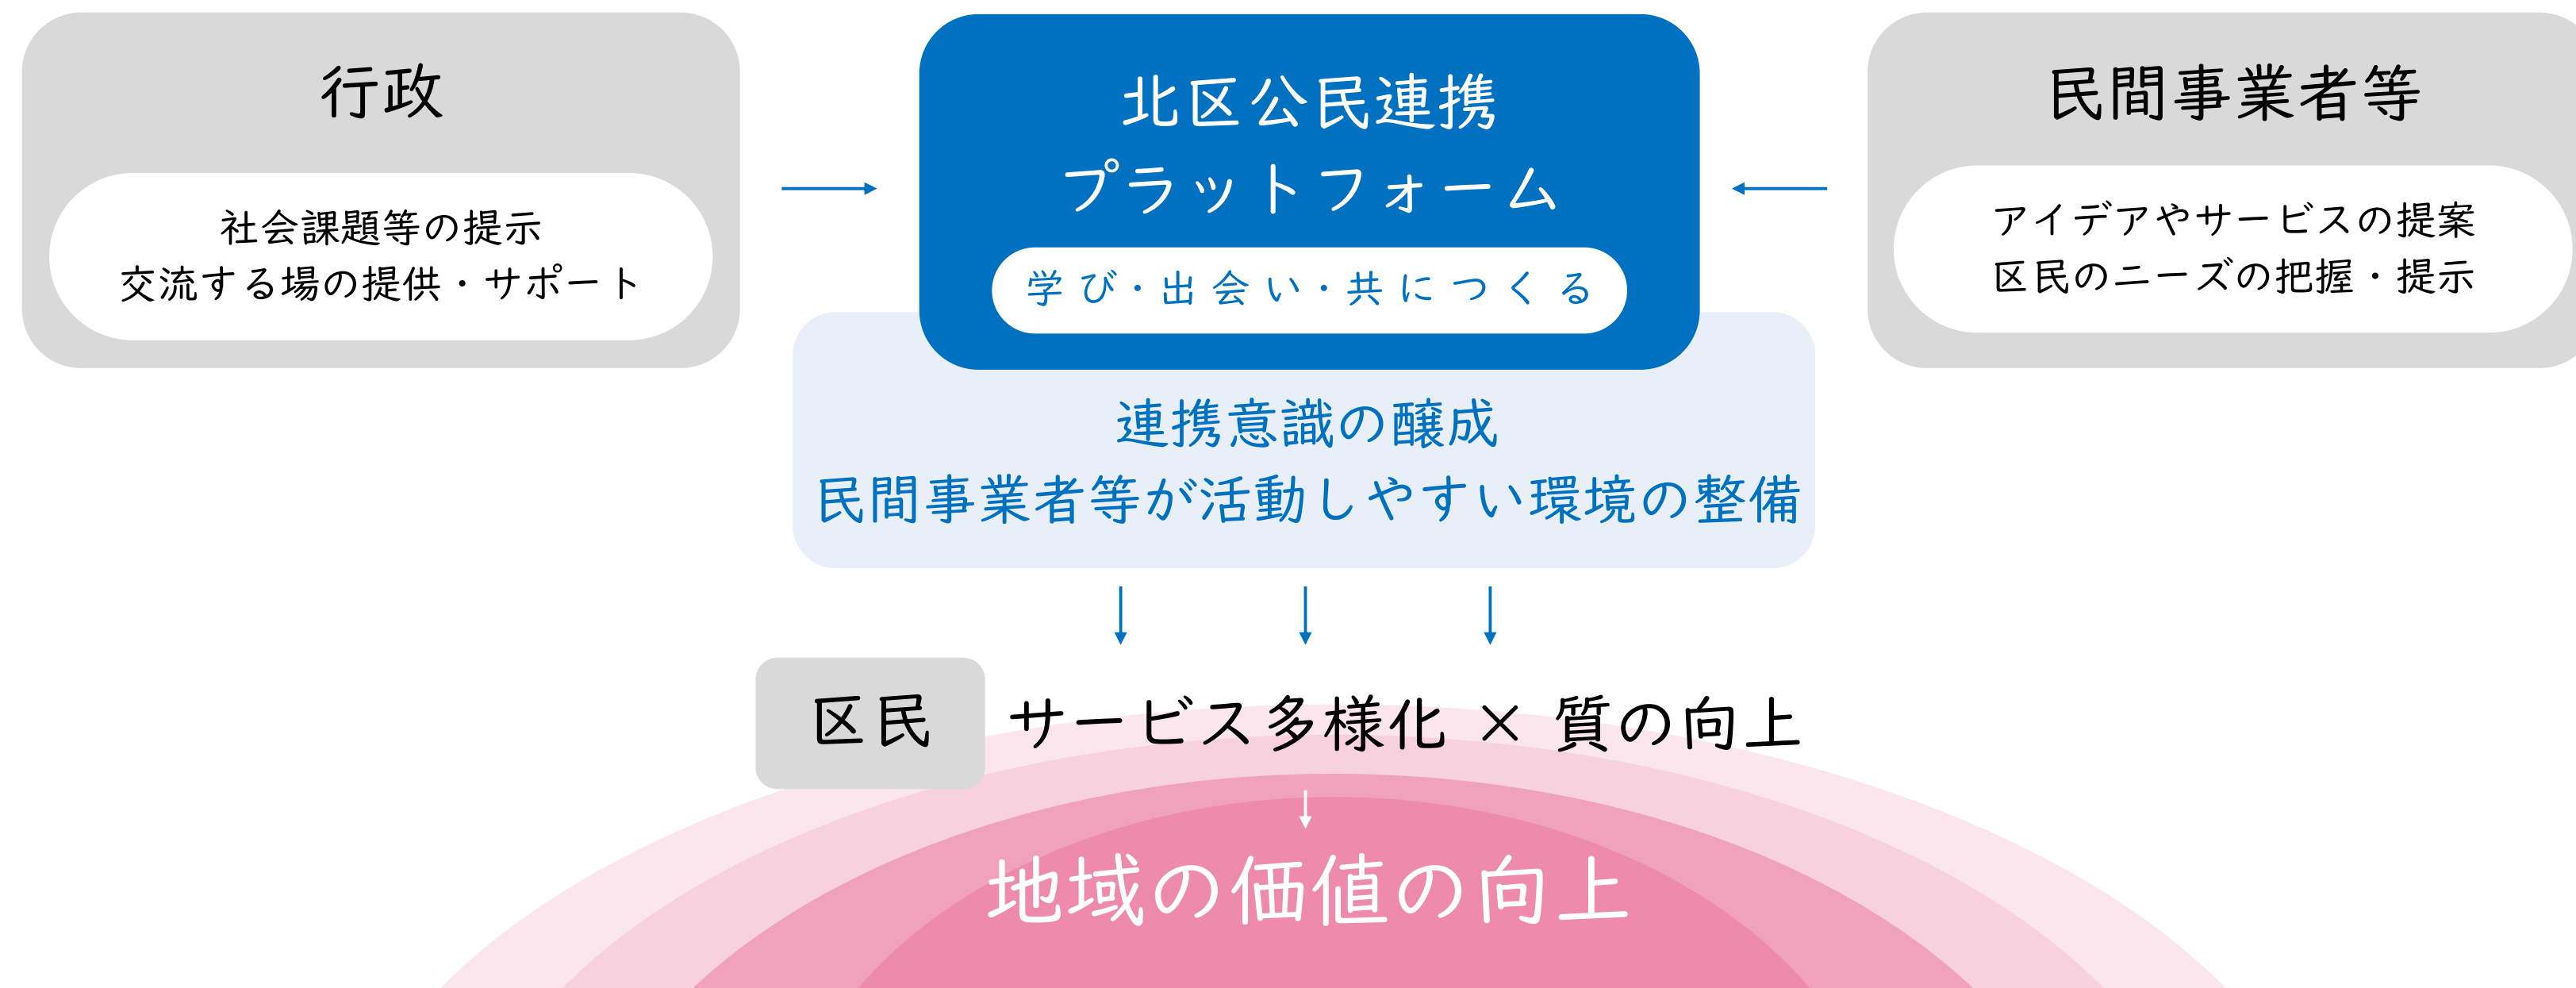 行政
社会課題等の提示
交流する場の提供・サポート
北区公民連携
プラットフォーム
学び・出会い・共につくる
民間事業者等
アイデアやサービスの提案
区民のニーズの把握・提示
連携意識の醸成
民間事業者等が活動しやすい環境の整備
区民
サービス多様化 × 質の向上
地域の価値の向上